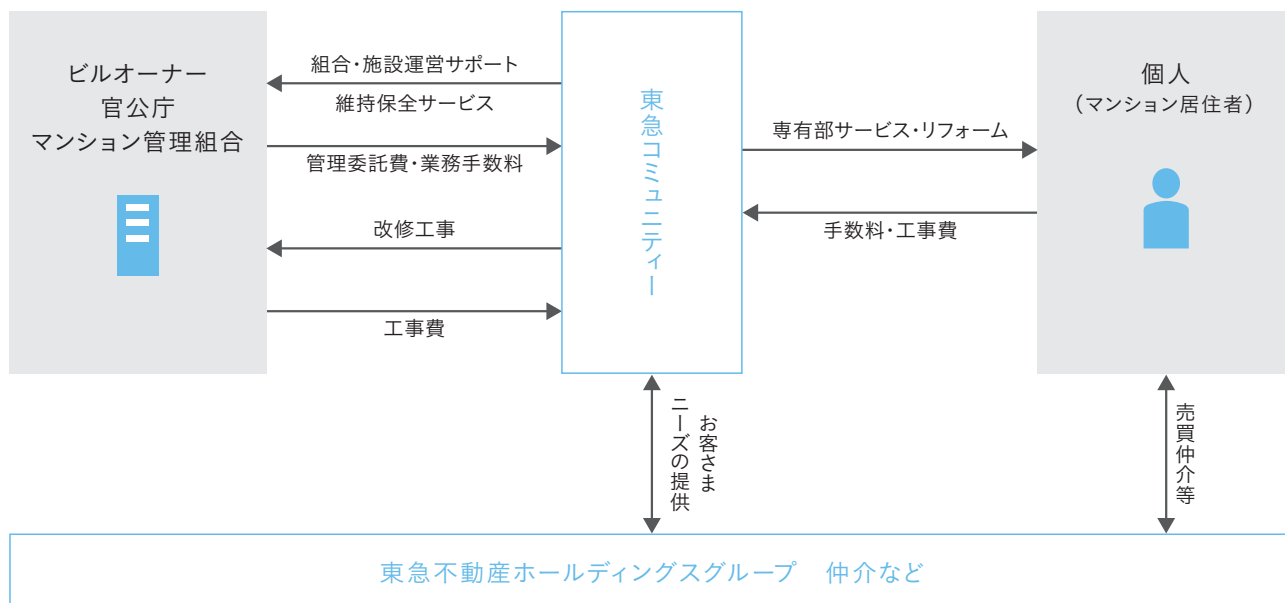 ビルオーナー
官公庁
マンション管理組合
組合・施設運営サポート
維持保全サービス
管理委託費・業務手数料
改修工事
工事費
東急コミュニティー
専有部サービス・リフォーム
手数料・工事費
個人
（マンション居住者）
お客さま
ニーズの提供
売買仲介等
東急不動産ホールディングスグループ　仲介など